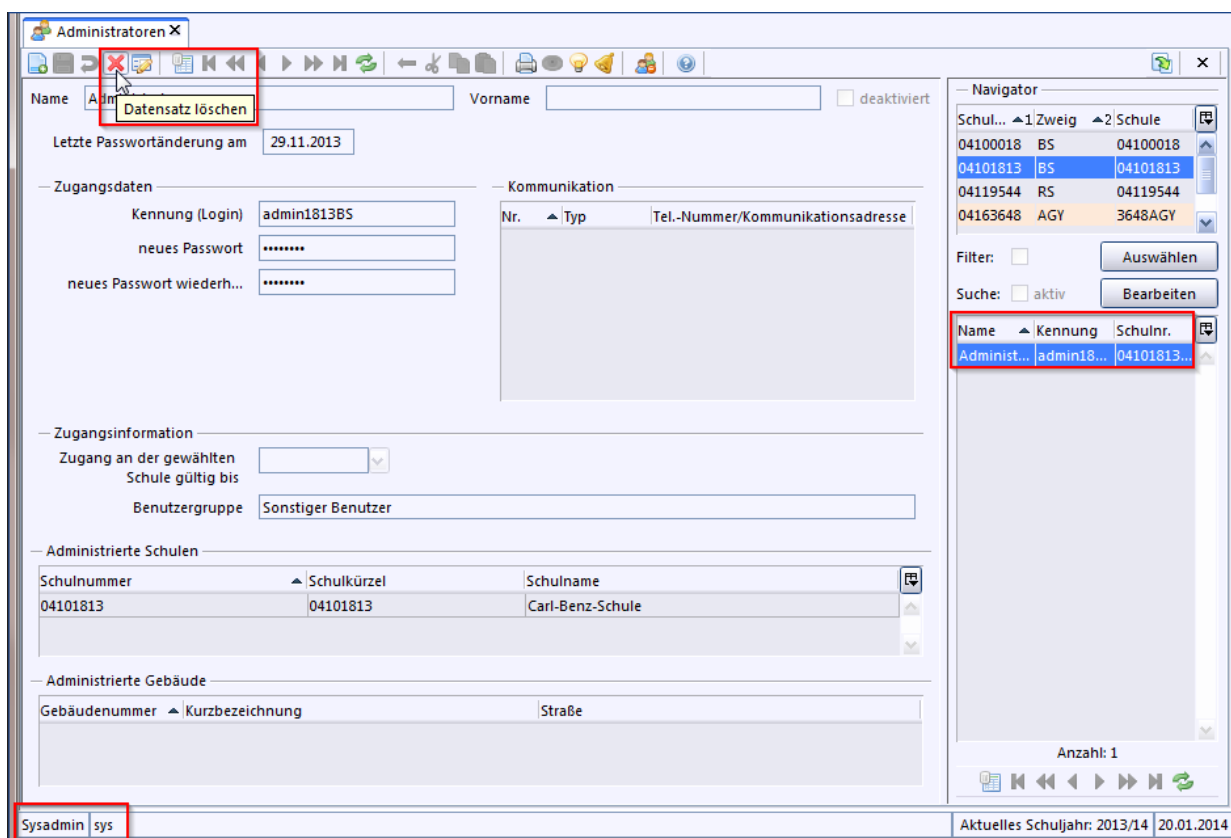 Administratoren
Name Vorname deaktiviert
Datensatz löschen
Letzte Passwortänderung am 29.11.2013
Zugangsdaten
Kennung (Login) admin1813BS
neues Passwort ••••••••
neues Passwort wiederh... ••••••••
Kommunikation
Nr. Typ Tel.-Nummer/Kommunikationsadresse
Zugangsinformation
Zugang an der gewählten
Schule gültig bis
Benutzergruppe Sonstiger Benutzer
Administrierte Schulen
Schulnummer Schulkürzel Schulname
04101813 04101813 Carl-Benz-Schule
Administrierte Gebäude
Gebäudenummer Kurzbezeichnung Straße
Navigator
Schul... 1 Zweig 2 Schule
04100018 BS 04100018
04101813 BS 04101813
04119544 RS 04119544
04163648 AGY 3648AGY
Filter: Auswählen
Suche: aktiv Bearbeiten
Name Kennung Schulnr.
Administ... admin18... 04101813...
Anzahl: 1
Sysadmin sys
Aktuelles Schuljahr: 2013/14 20.01.2014